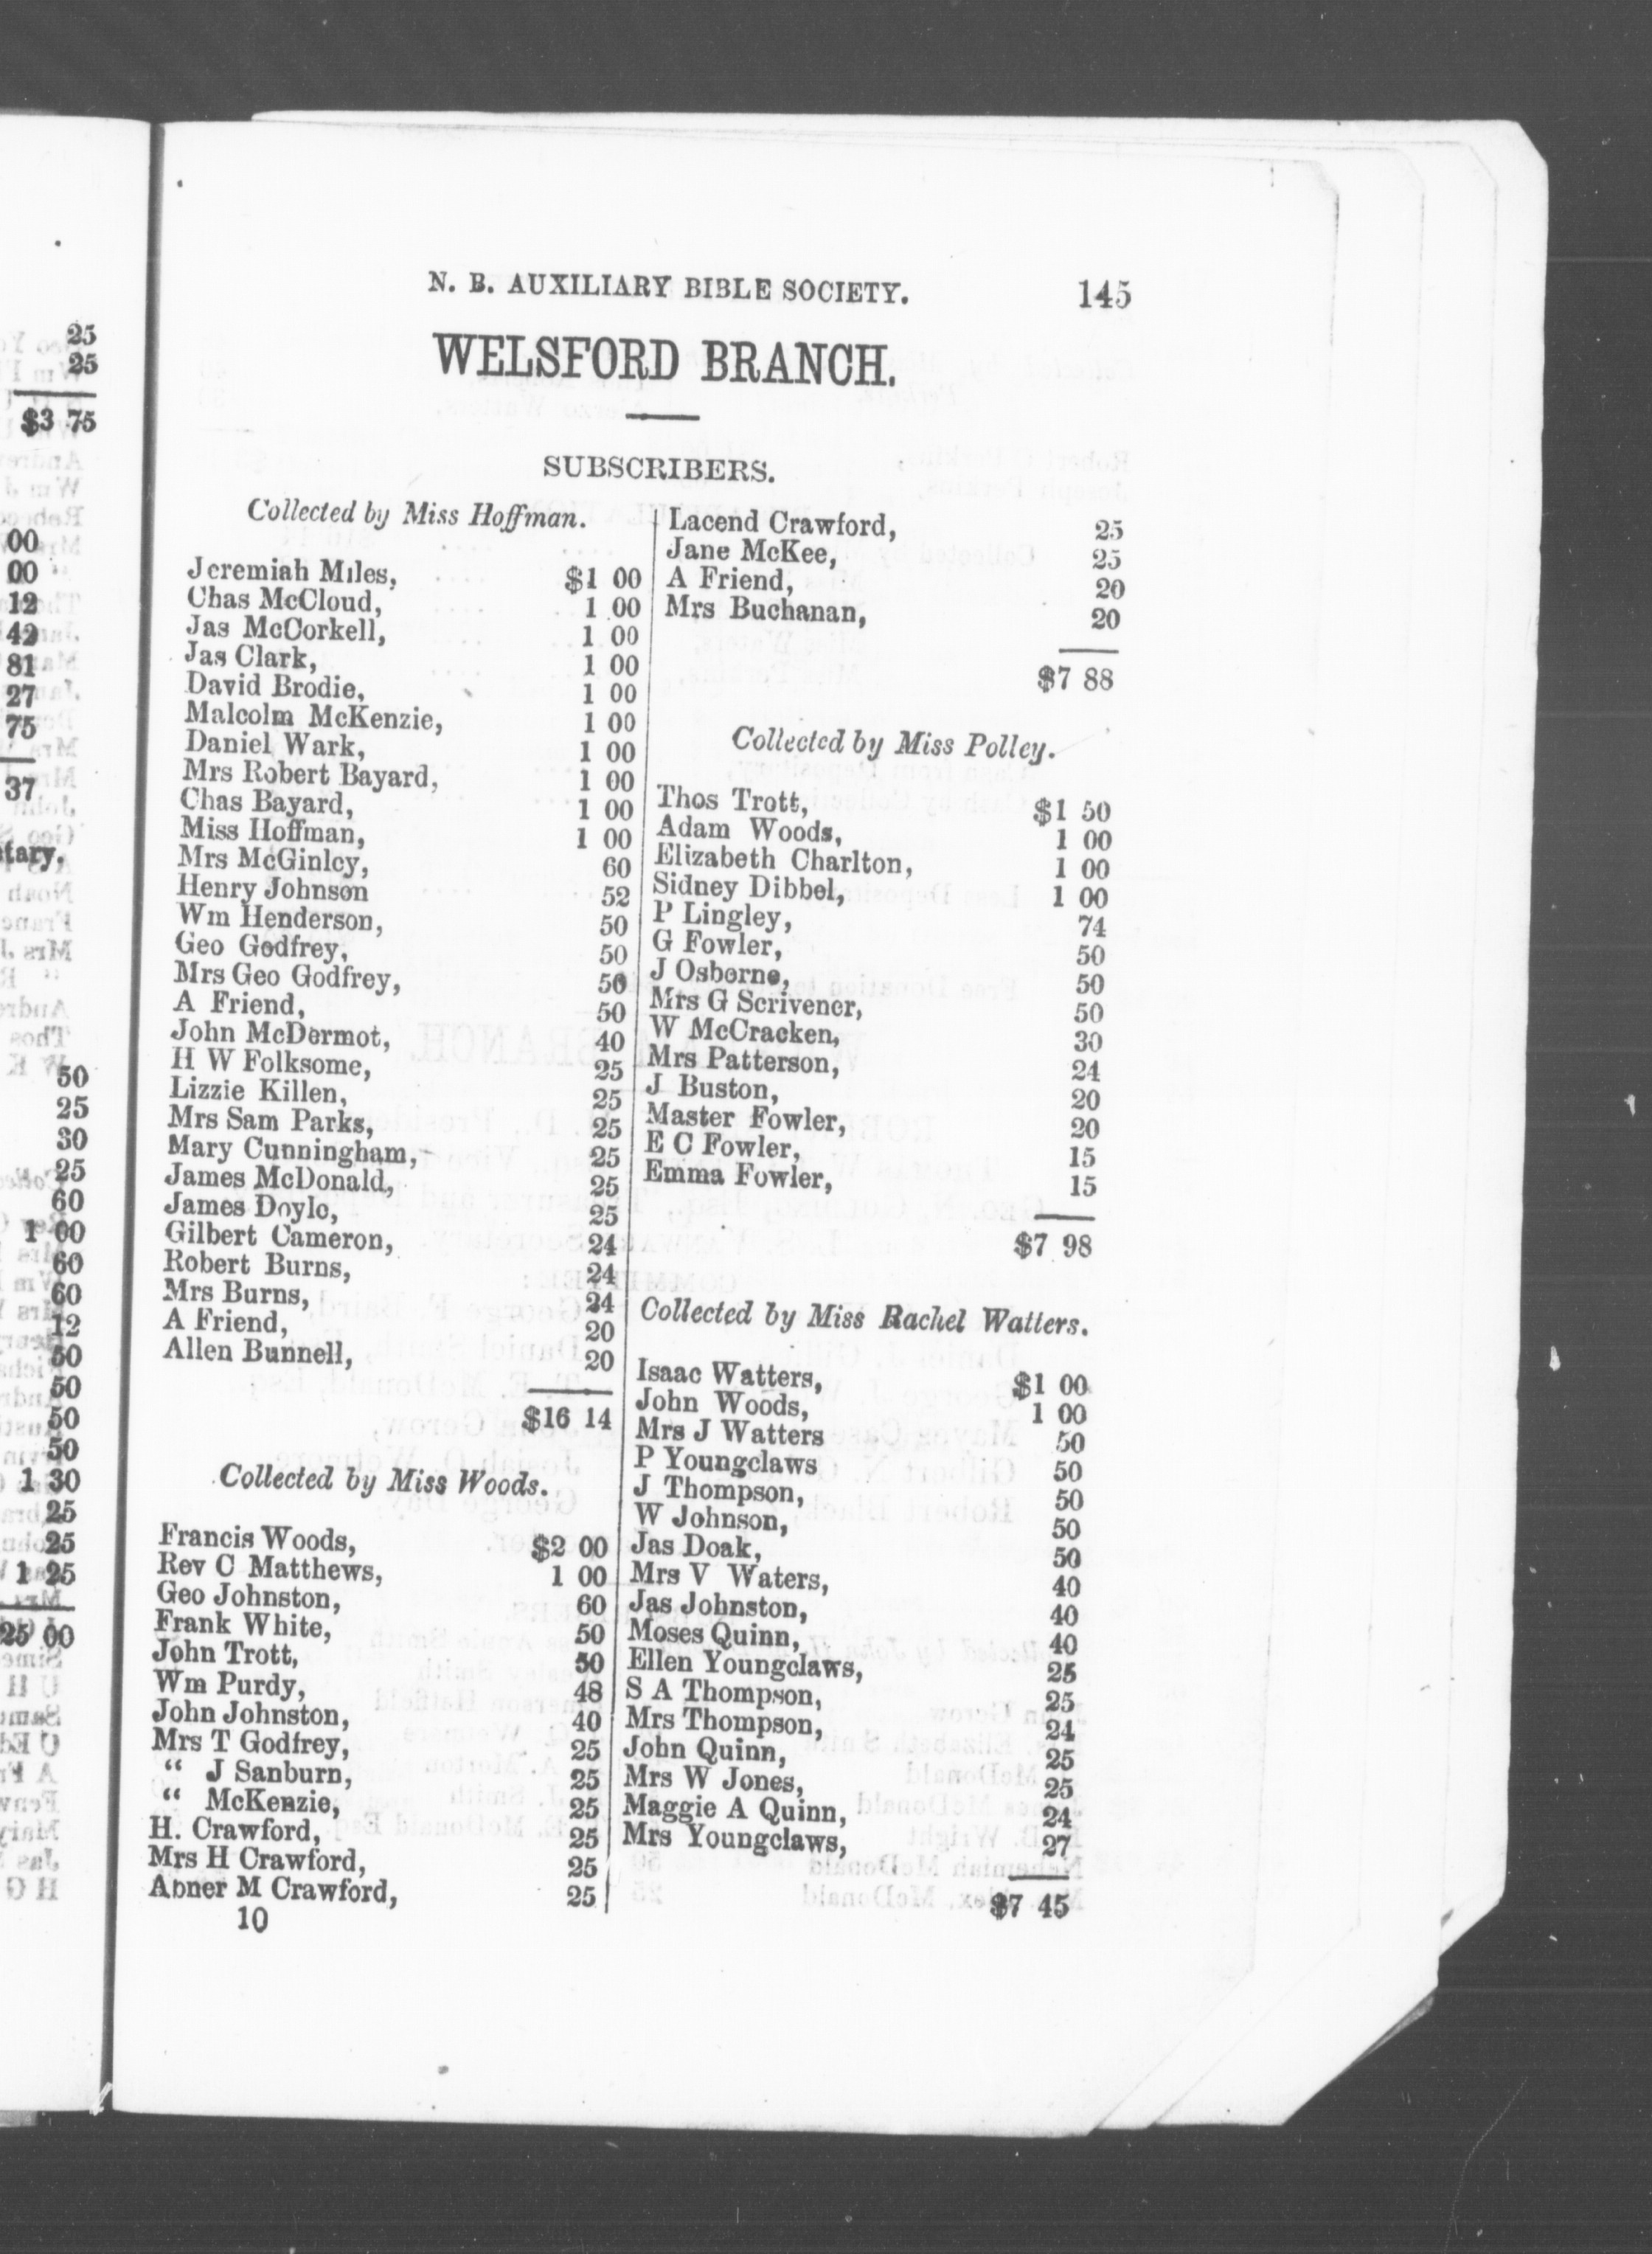 N. B. AUXILIARY BIBLE SOCIETY. 145
WELSFORD BRANCH.
SUBSCRIBERS.
Collected by Miss Hoffman.
Jeremiah Miles, $1 00
Chas McCloud, 1 00
Jas McCorkell, 1 00
Jas Clark, 1 00
David Brodie, 1 00
Malcolm McKenzie, 1 00
Daniel Wark, 1 00
Mrs Robert Bayard, 1 00
Chas Bayard, 1 00
Miss Hoffman, 1 00
Mrs McGinley, 60
Henry Johnson 52
Wm Henderson, 50
Geo Godfrey, 50
Mrs Geo Godfrey, 50
A Friend, 50
John McDermot, 40
H W Folksome, 25
Lizzie Killen, 25
Mrs Sam Parks, 25
Mary Cunningham, 25
James McDonald, 25
James Doyle, 25
Gilbert Cameron, 24
Robert Burns, 24
Mrs Burns, 24
A Friend, 20
Allen Bunnell, 20
$16 14
Collected by Miss Woods.
Francis Woods, $2 00
Rev C Matthews, 1 00
Geo Johnston, 60
Frank White, 50
John Trott, 50
Wm Purdy, 48
John Johnston, 40
Mrs T Godfrey, 25
" J Sanburn, 25
" McKenzie, 25
H. Crawford, 25
Mrs H Crawford, 25
Abner M Crawford, 25
10
Lacend Crawford, 25
Jane McKee, 25
A Friend, 20
Mrs Buchanan, 20
$7 88
Collected by Miss Polley.
Thos Trott, $1 50
Adam Woods, 1 00
Elizabeth Charlton, 1 00
Sidney Dibbel, 1 00
P Lingley, 74
G Fowler, 50
J Osborne, 50
Mrs G Scrivener, 50
W McCracken, 30
Mrs Patterson, 24
J Buston, 20
Master Fowler, 20
E C Fowler, 15
Emma Fowler, 15
$7 98
Collected by Miss Rachel Watters.
Isaac Watters, $1 00
John Woods, 1 00
Mrs J Watters 50
P Youngclaws 50
J Thompson, 50
W Johnson, 50
Jas Doak, 50
Mrs V Waters, 40
Jas Johnston, 40
Moses Quinn, 40
Ellen Youngclaws, 25
S A Thompson, 25
Mrs Thompson, 24
John Quinn, 25
Mrs W Jones, 25
Maggie A Quinn, 24
Mrs Youngclaws, 27
$7 45